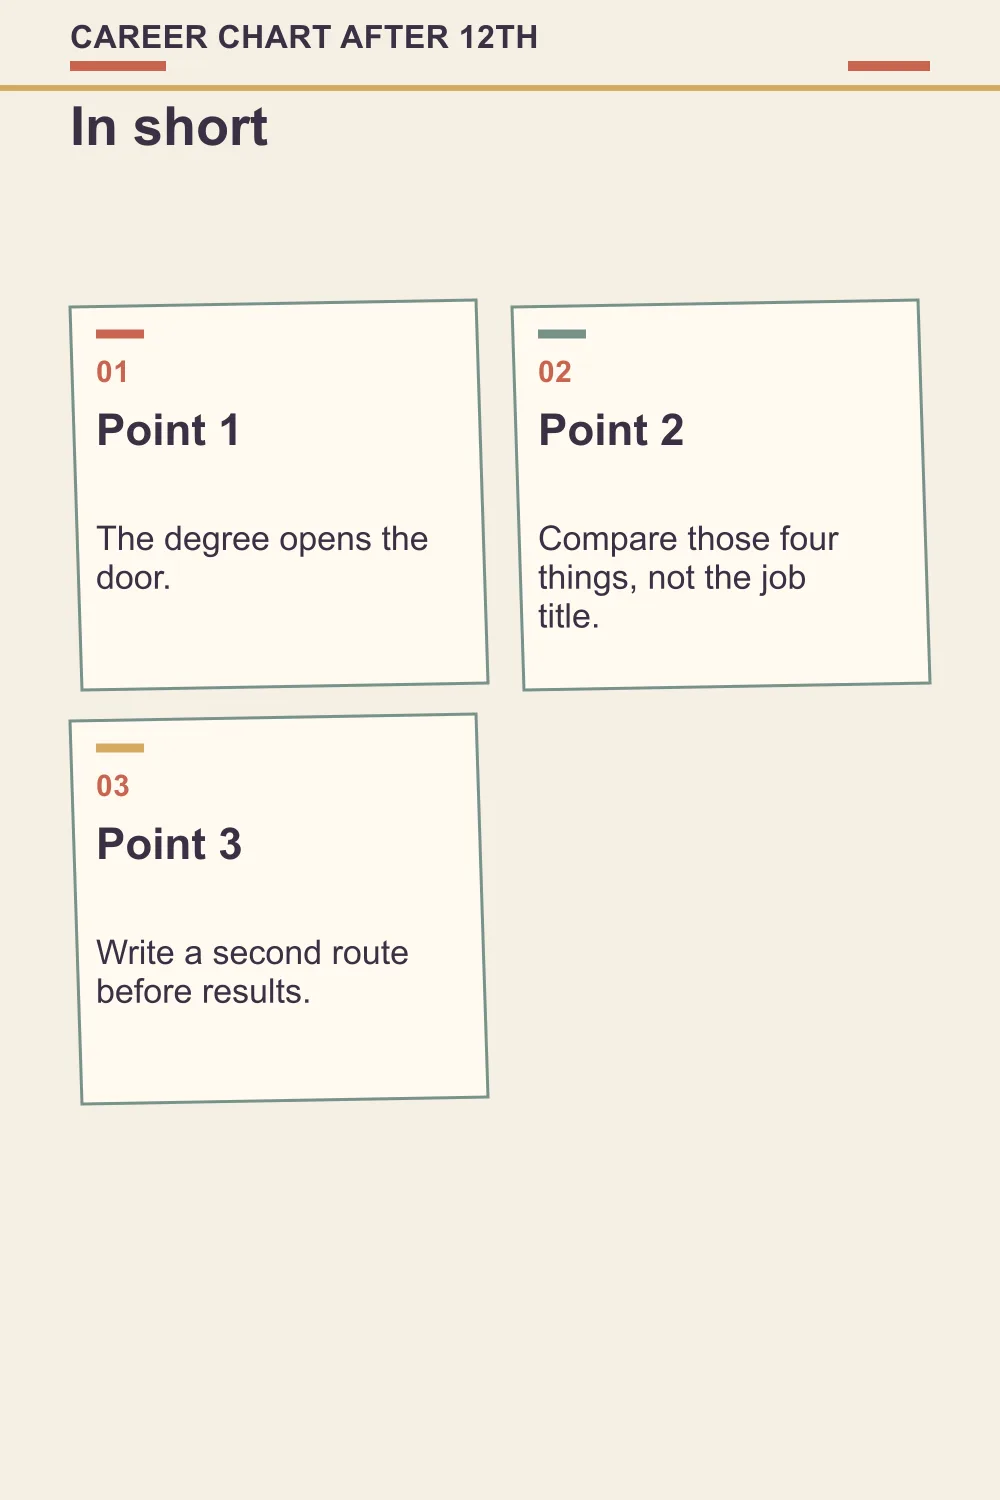 CAREER CHART AFTER 12TH
In short
01
Point 1
The degree opens the
door.
02
Point 2
Compare those four
things, not the job
title.
03
Point 3
Write a second route
before results.